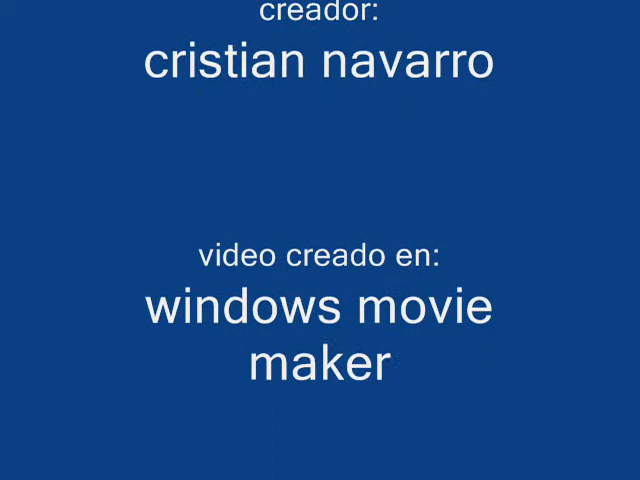 creador:
cristian navarro
video creado en:
windows movie
maker